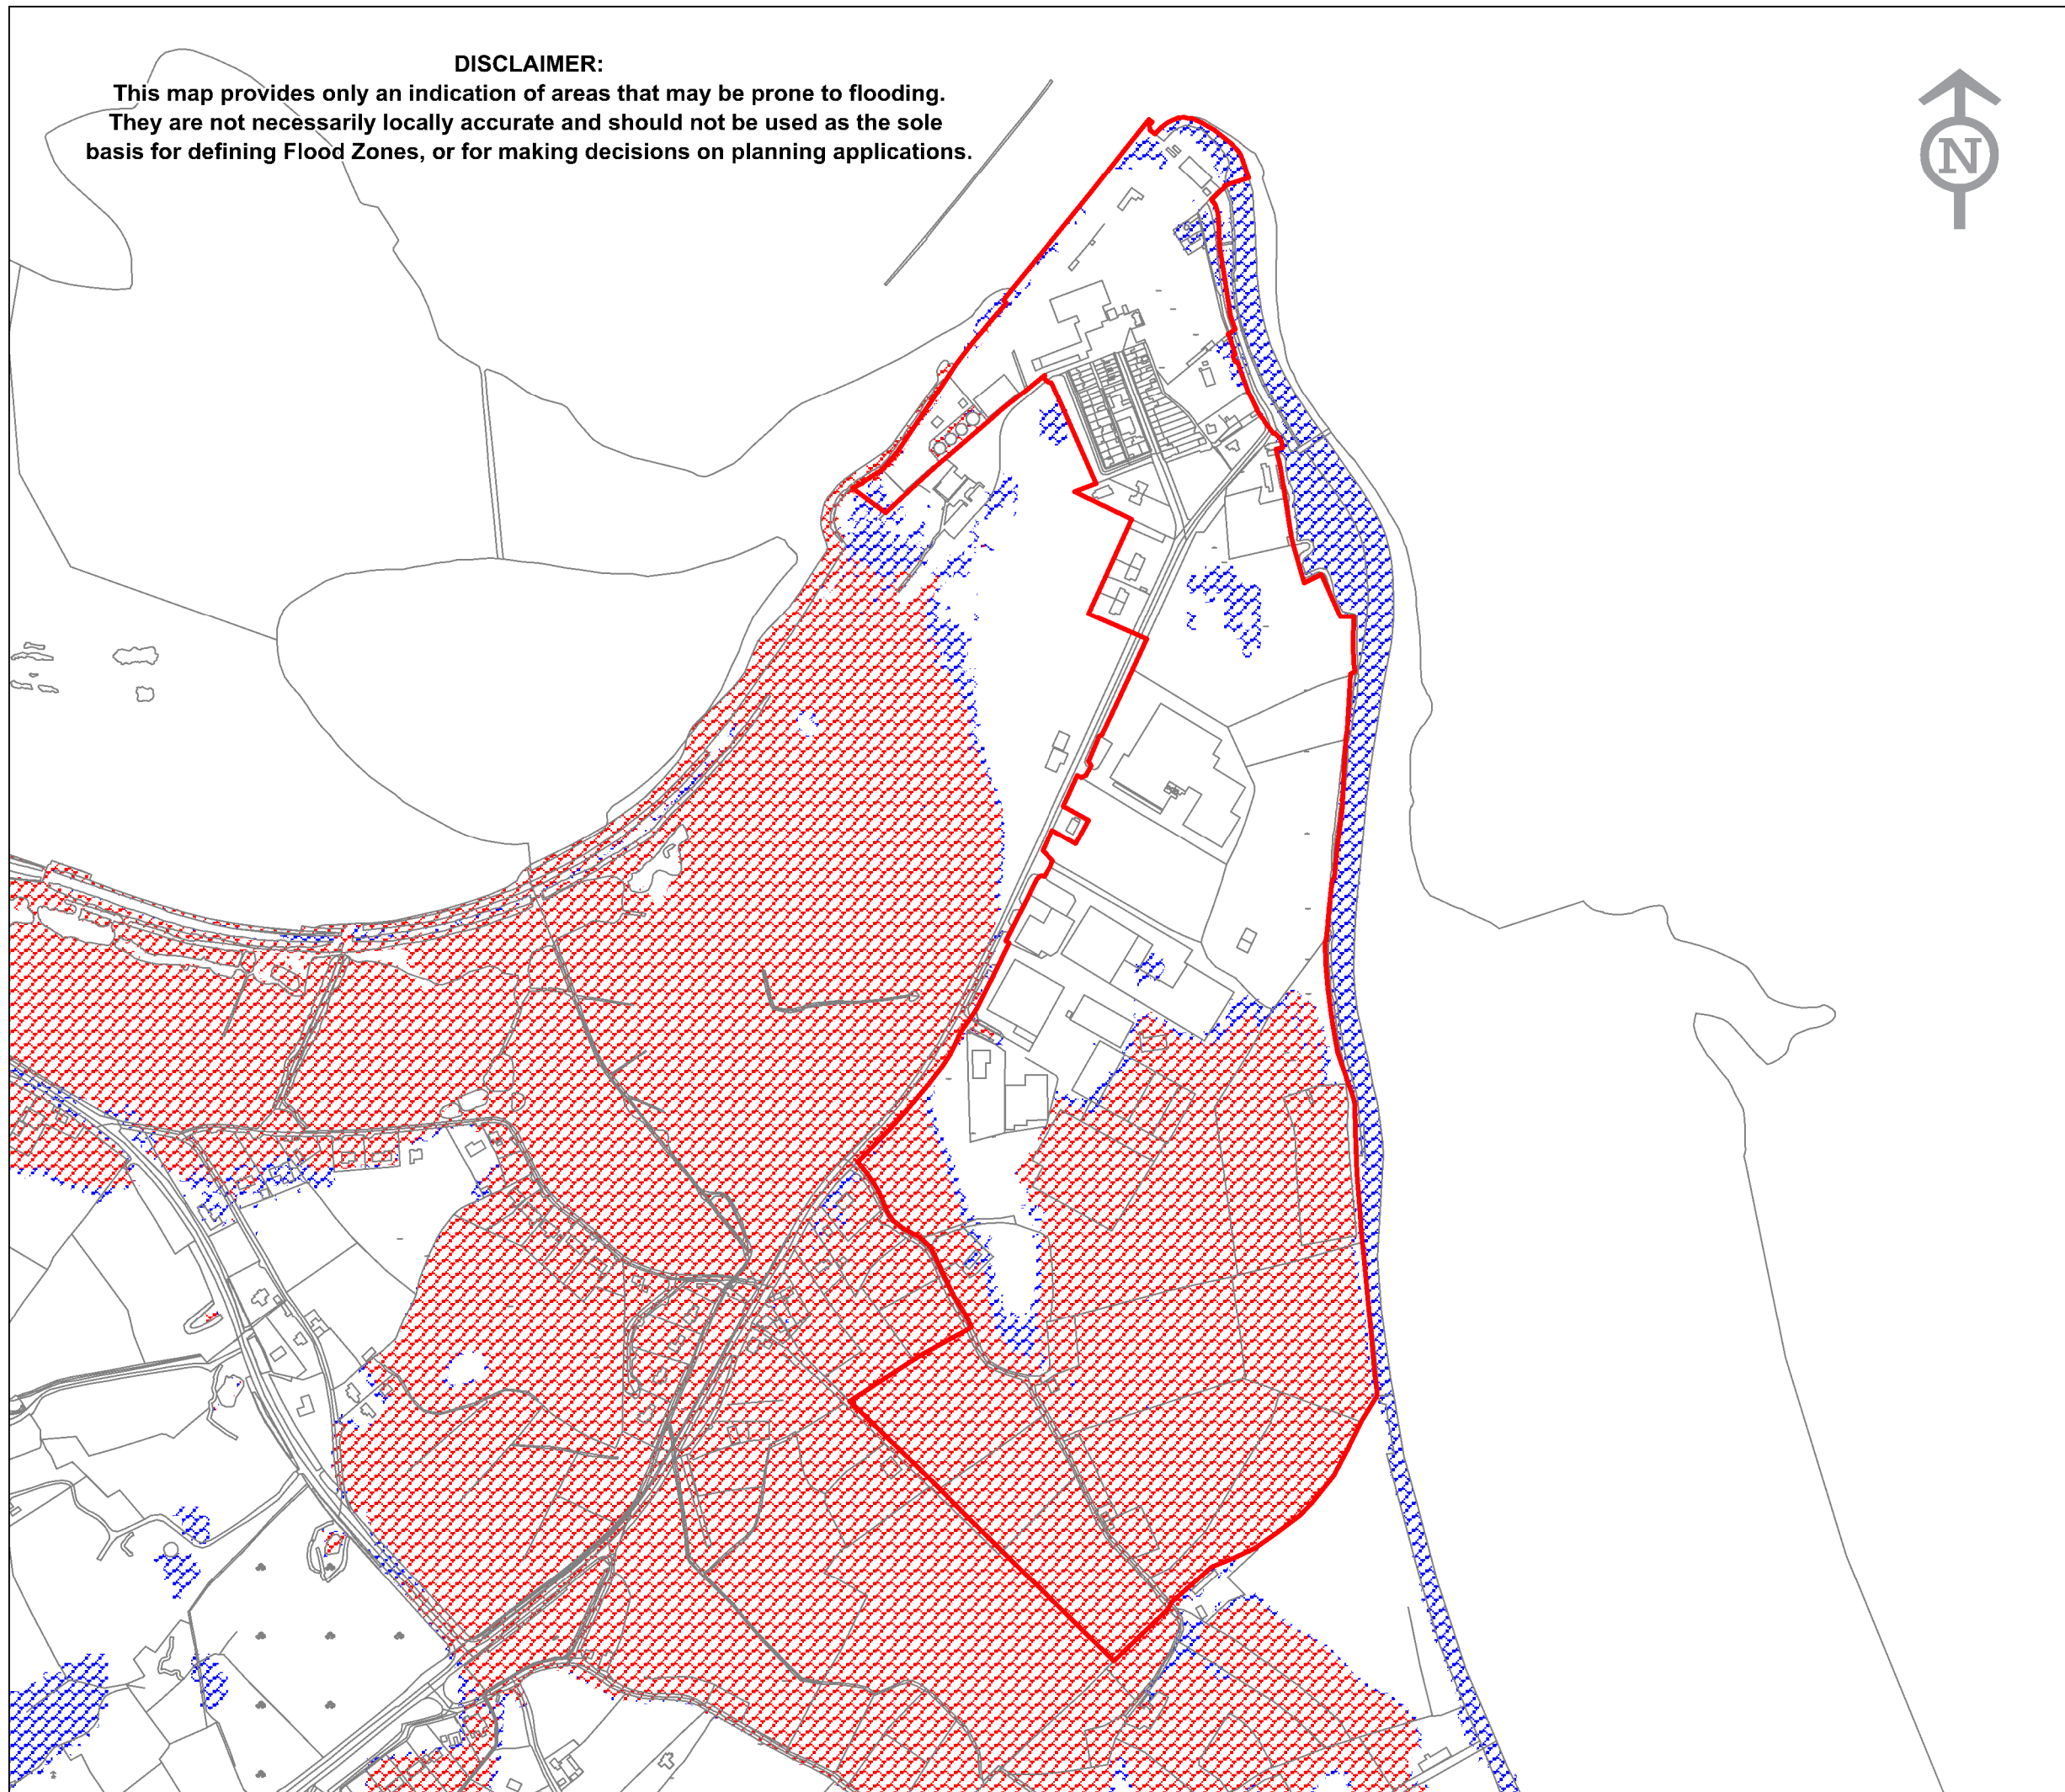 DISCLAIMER:
This map provides only an indication of areas that may be prone to flooding.
They are not necessarily locally accurate and should not be used as the sole
basis for defining Flood Zones, or for making decisions on planning applications.
N